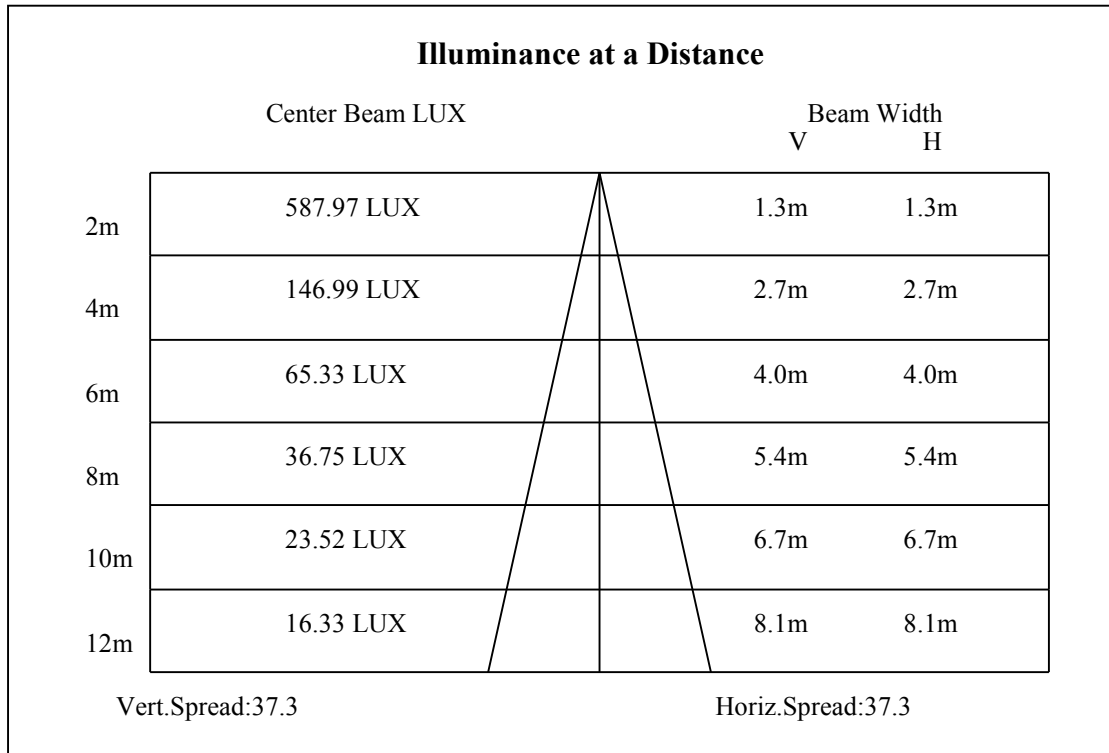 Illuminance at a Distance
Center Beam LUX Beam Width
V H
2m 587.97 LUX 1.3m 1.3m
4m 146.99 LUX 2.7m 2.7m
6m 65.33 LUX 4.0m 4.0m
8m 36.75 LUX 5.4m 5.4m
10m 23.52 LUX 6.7m 6.7m
12m 16.33 LUX 8.1m 8.1m
Vert.Spread:37.3 Horiz.Spread:37.3